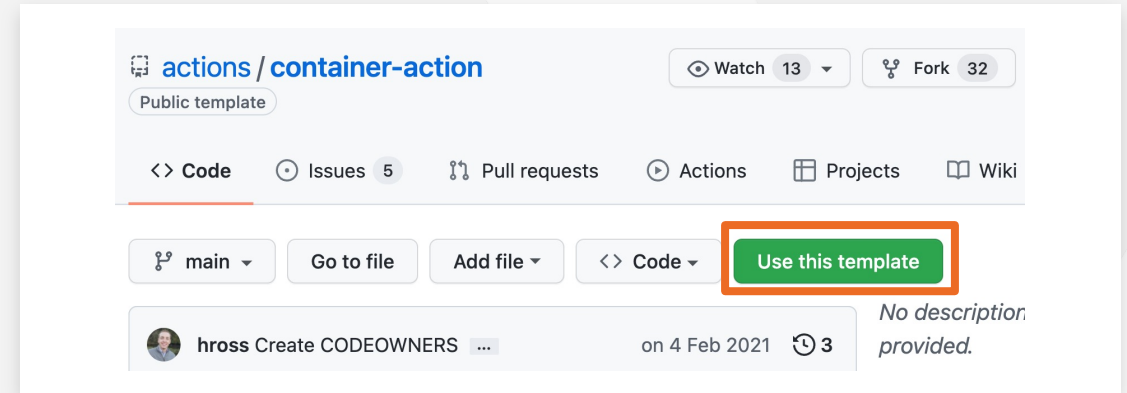 actions / container-action
Watch 13
Fork 32
Public template
<> Code
Issues 5
Pull requests
Actions
Projects
Wiki
main
Go to file
Add file
<> Code
Use this template
No description
provided.
hross Create CODEOWNERS ...
on 4 Feb 2021
3